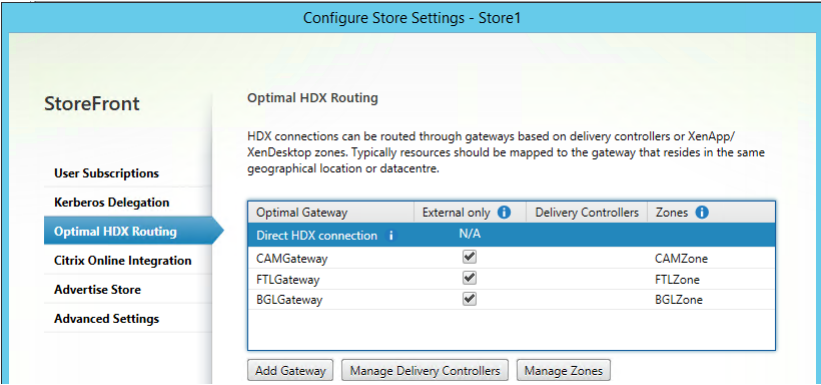 Configure Store Settings - Store1
StoreFront
User Subscriptions
Kerberos Delegation
Optimal HDX Routing
Citrix Online Integration
Advertise Store
Advanced Settings
Optimal HDX Routing
HDX connections can be routed through gateways based on delivery controllers or XenApp/
XenDesktop zones. Typically resources should be mapped to the gateway that resides in the same
geographical location or datacentre.
Optimal Gateway External only i Delivery Controllers Zones i
Direct HDX connection i N/A
CAMGateway CAMZone
FTLGateway FTLZone
BGLGateway BGLZone
Add Gateway Manage Delivery Controllers Manage Zones